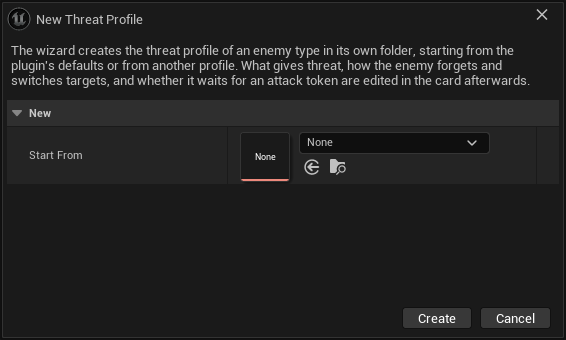 New Threat Profile
The wizard creates the threat profile of an enemy type in its own folder, starting from the
plugin's defaults or from another profile. What gives threat, how the enemy forgets and
switches targets, and whether it waits for an attack token are edited in the card afterwards.
New
Start From
None
None
Create
Cancel